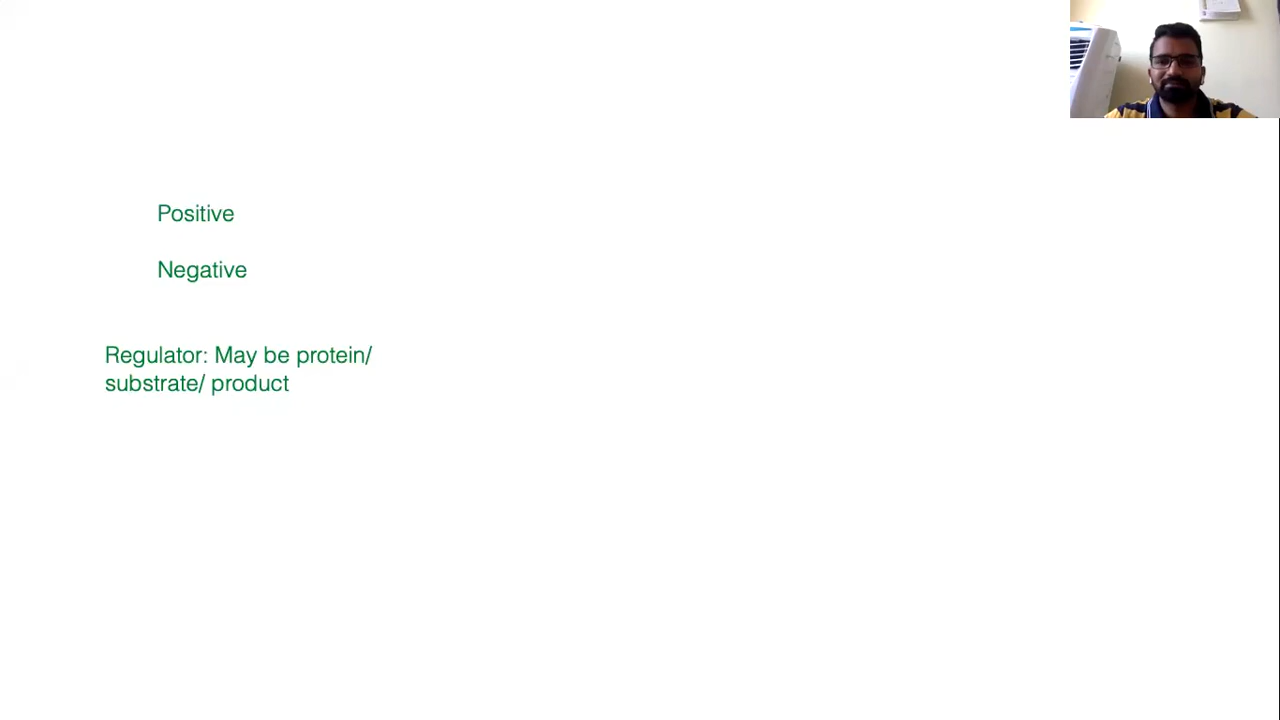 Positive
Negative
Regulator: May be protein/
substrate/ product